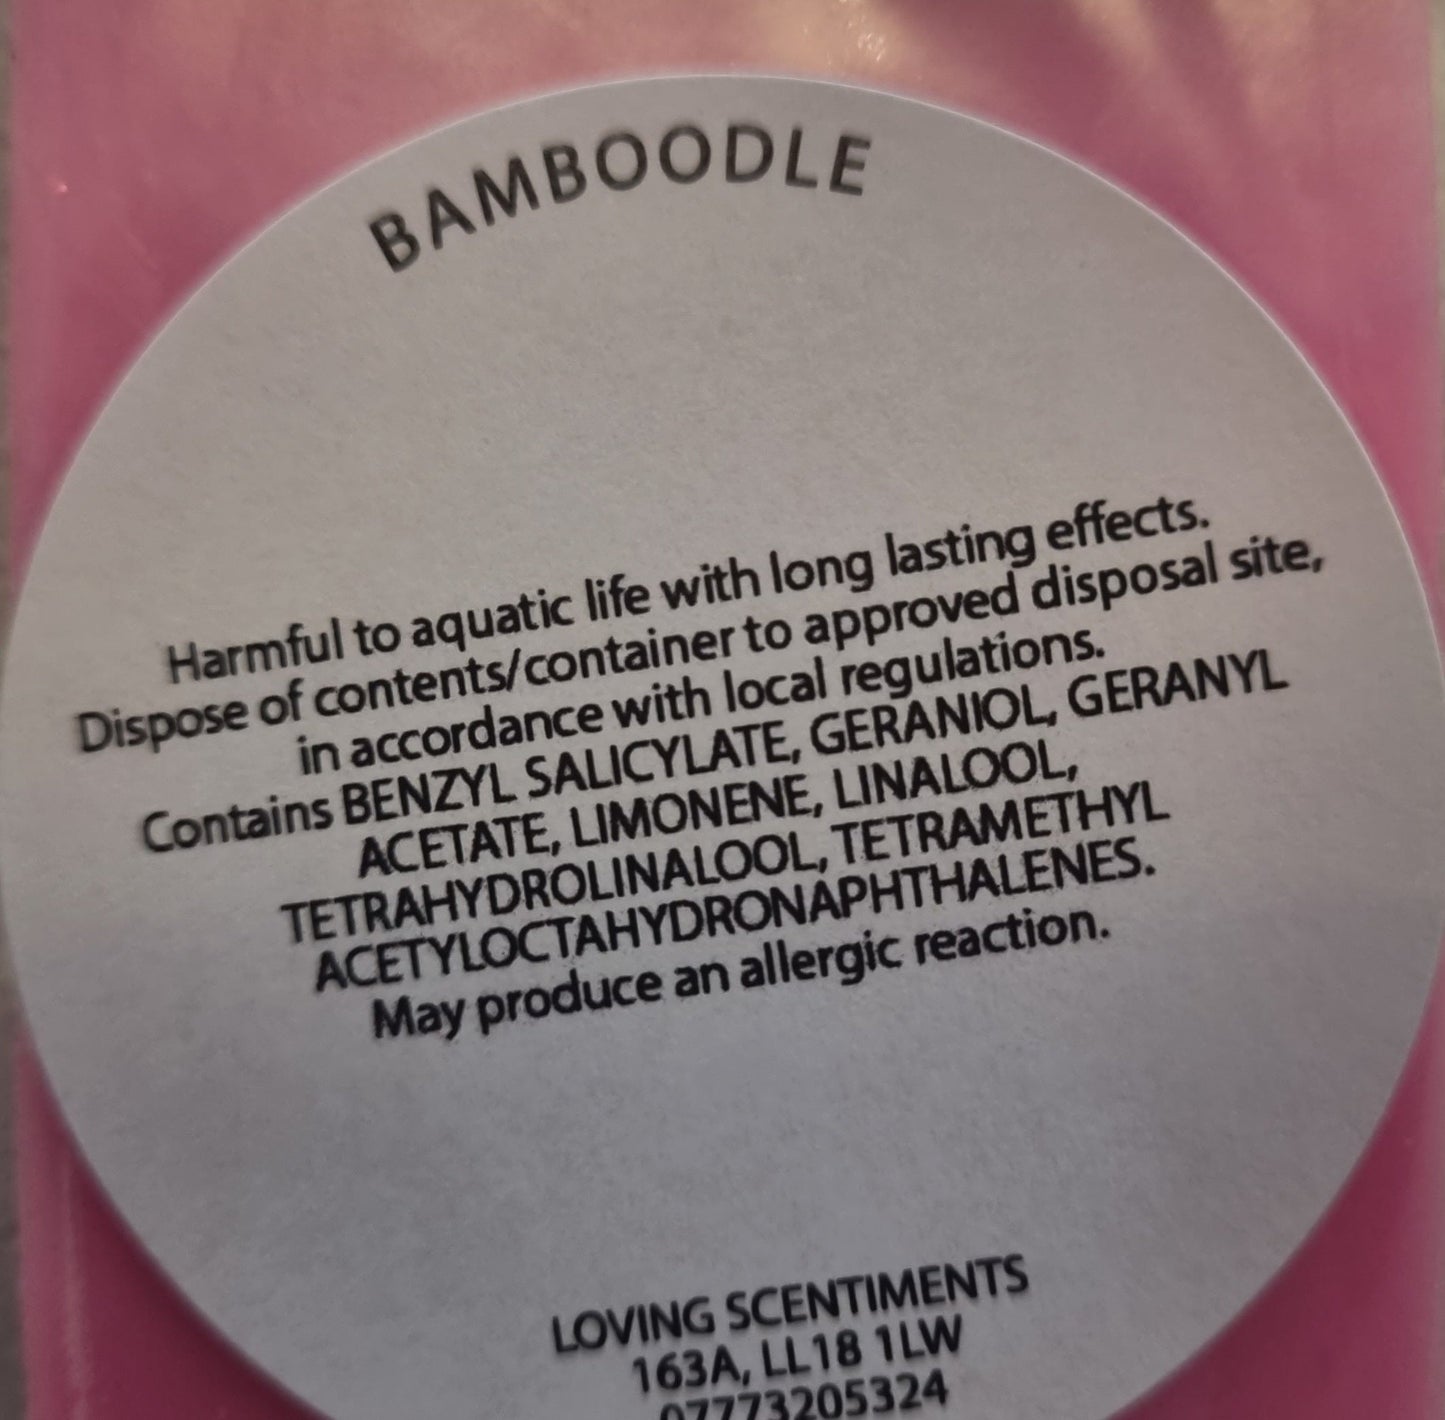 BAMBOODLE
Harmful to aquatic life with long lasting effects.
Dispose of contents/container to approved disposal site,
in accordance with local regulations.
Contains BENZYL SALICYLATE, GERANIOL, GERANYL
ACETATE, LIMONENE, LINALOOL,
TETRAHYDROLINALOOL, TETRAMETHYL
ACETYLOCTAHYDRONAPHTHALENES.
May produce an allergic reaction.
LOVING SCENTIMENTS
163A, LL18 1LW
07773205324